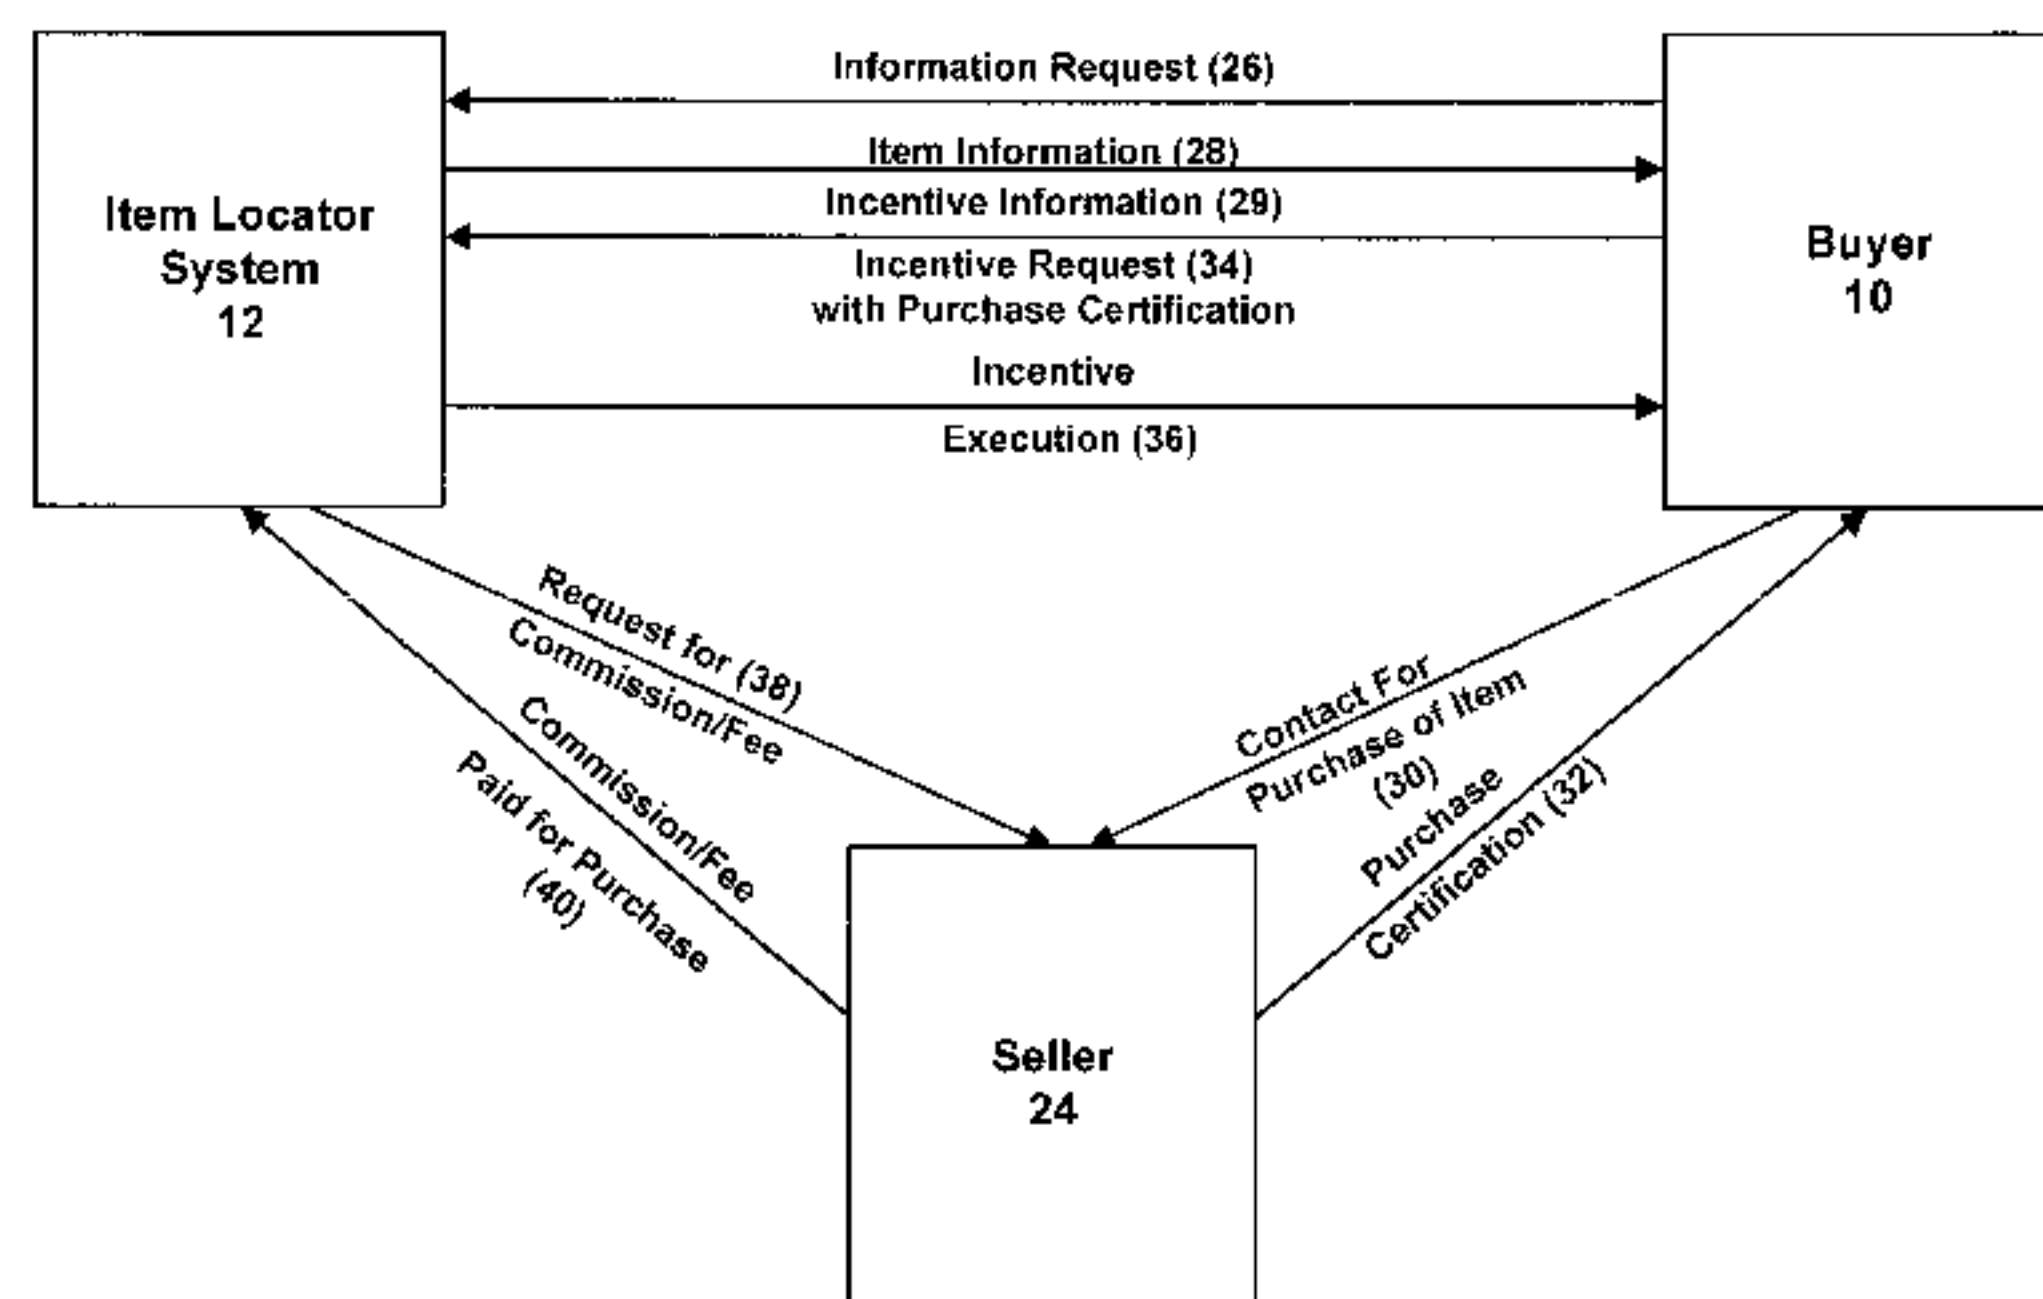 Information Request (26)
Item Information (28)
Incentive Information (29)
Incentive Request (34)
with Purchase Certification
Incentive
Execution (36)
Item Locator
System
12
Buyer
10
Request for (38)
Commission/Fee
Commission/Fee
Paid for Purchase
(40)
Contact For
Purchase of Item
(30)
Purchase
Certification (32)
Seller
24